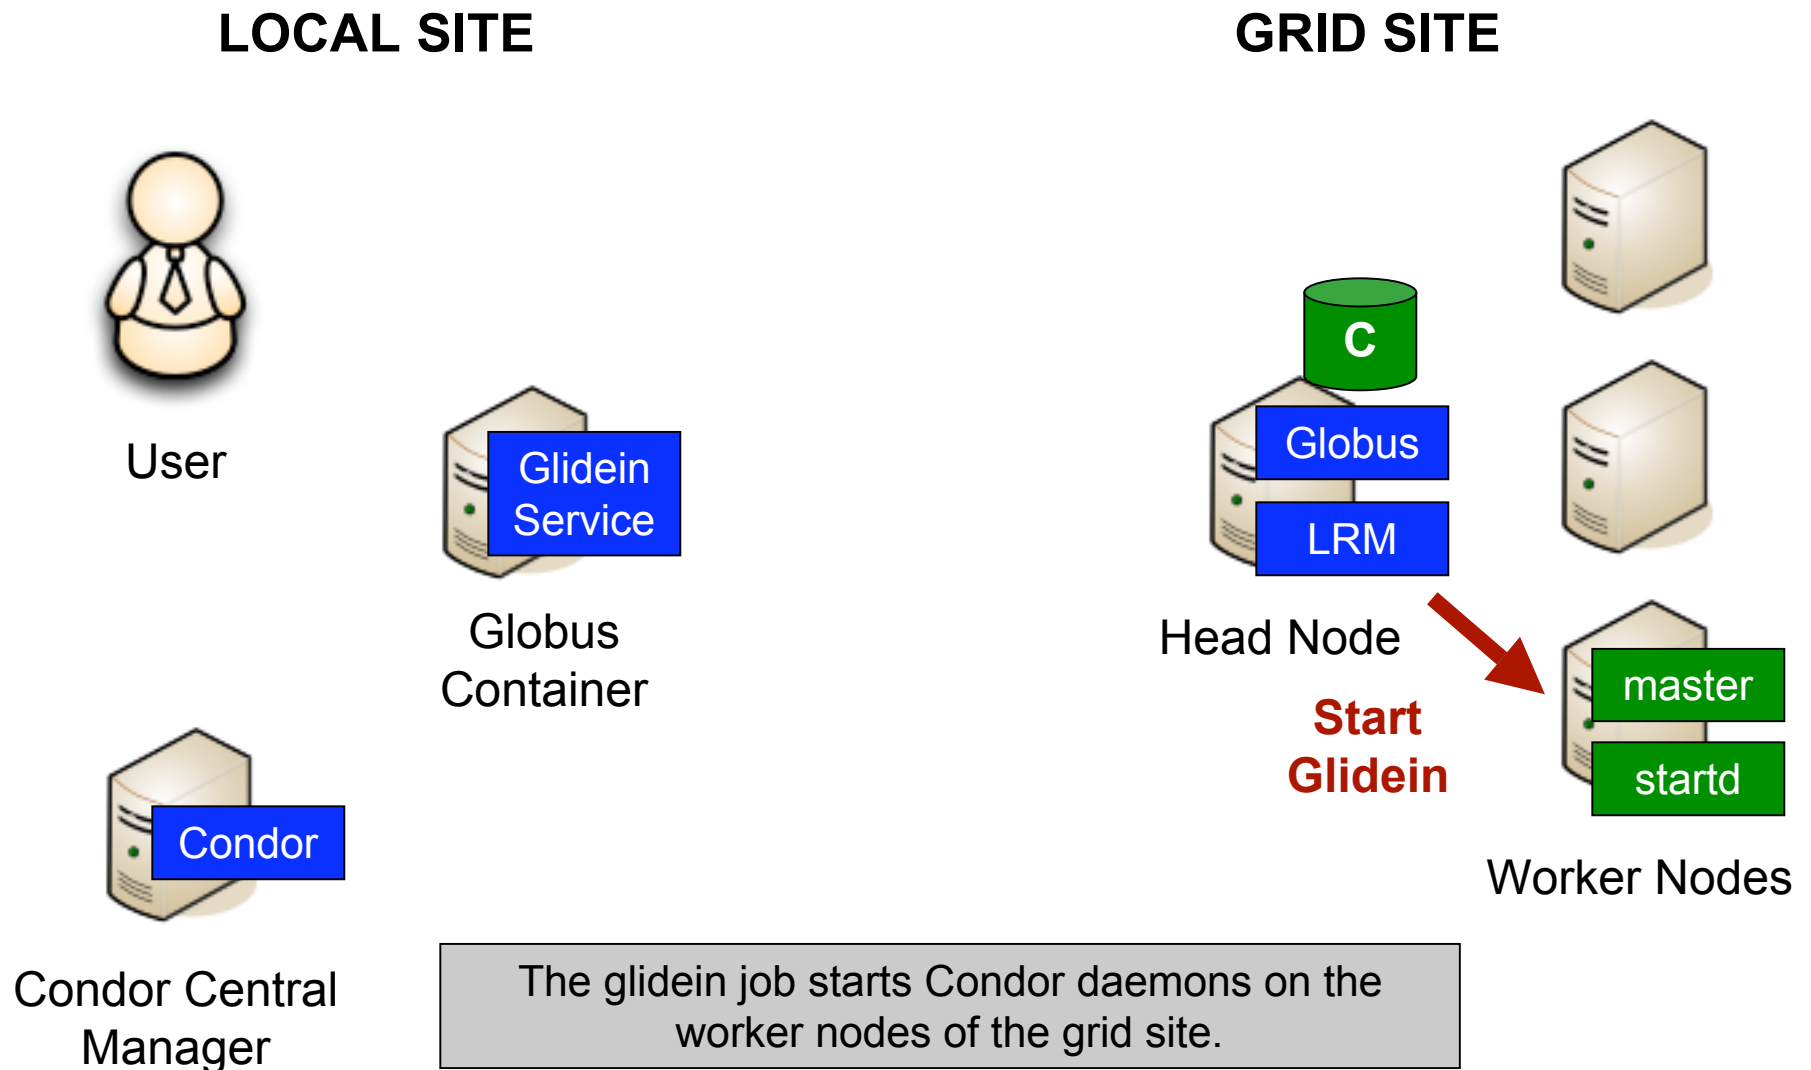 LOCAL SITE
GRID SITE
User
Glidein
Service
Globus
Container
Condor
Condor Central
Manager
C
Globus
LRM
Head Node
Start
Glidein
master
startd
Worker Nodes
The glidein job starts Condor daemons on the
worker nodes of the grid site.